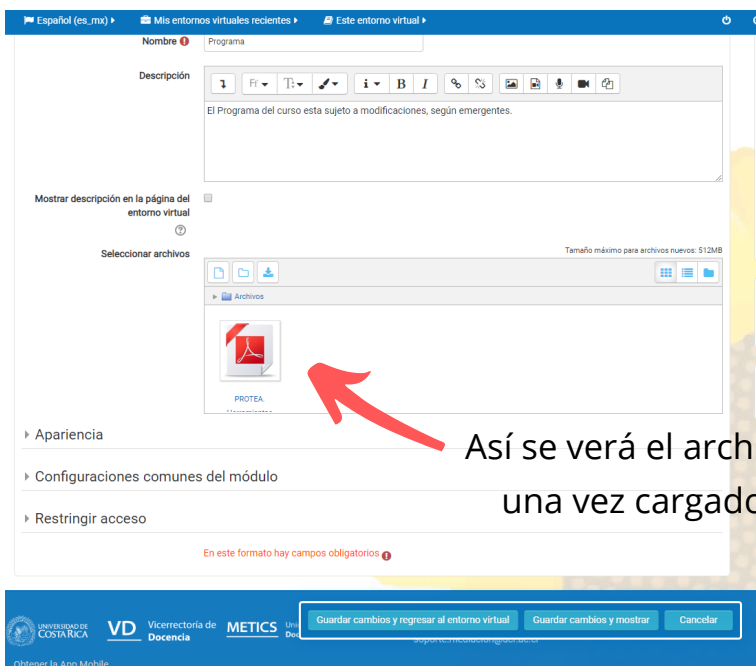 Español (es_mx) Mis entornos virtuales recientes Este entorno virtual
Nombre
Programa
Descripción
El Programa del curso esta sujeto a modificaciones, según emergentes.
Mostrar descripción en la página del
entorno virtual
Seleccionar archivos
Tamaño máximo para archivos nuevos: 512MB
Archivos
PROTEA.
Apariencia
Configuraciones comunes del módulo
Restringir acceso
Así se verá el arch
una vez cargado
En este formato hay campos obligatorios
UNIVERSIDAD DE
COSTA RICA
VD Vicerrectoría de
Docencia
METICS
Guardar cambios y regresar al entorno virtual Guardar cambios y mostrar Cancelar
Obtener la App Mobile